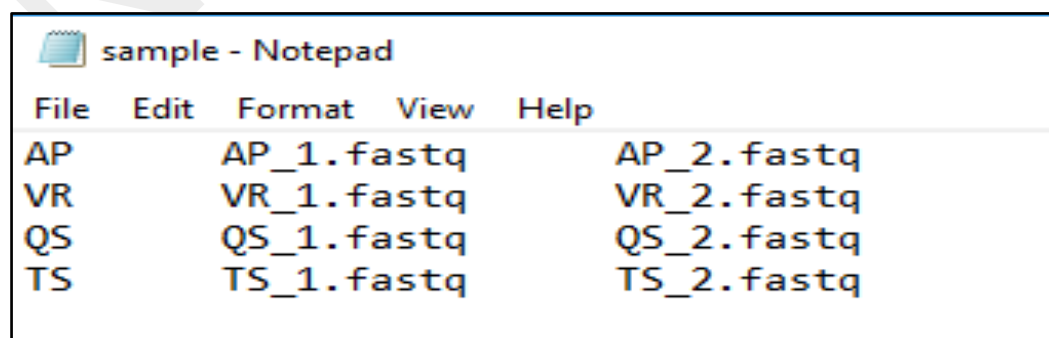 sample - Notepad
File Edit Format View Help
AP AP_1.fastq AP_2.fastq
VR VR_1.fastq VR_2.fastq
QS QS_1.fastq QS_2.fastq
TS TS_1.fastq TS_2.fastq